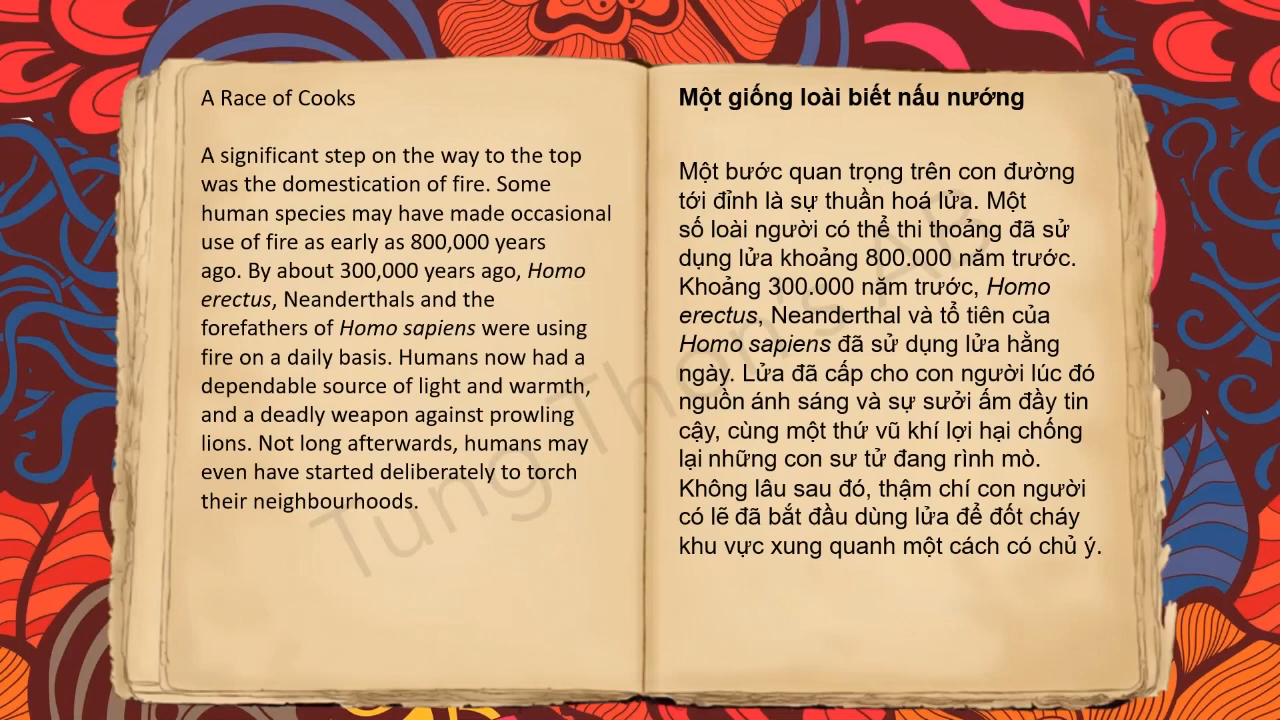 A Race of Cooks
A significant step on the way to the top
was the domestication of fire. Some
human species may have made occasional
use of fire as early as 800,000 years
ago. By about 300,000 years ago, Homo
erectus, Neanderthals and the
forefathers of Homo sapiens were using
fire on a daily basis. Humans now had a
dependable source of light and warmth,
and a deadly weapon against prowling
lions. Not long afterwards, humans may
even have started deliberately to torch
their neighbourhoods.
Một giống loài biết nấu nướng
Một bước quan trọng trên con đường
tới đỉnh là sự thuần hoá lửa. Một
số loài người có thể thi thoảng đã sử
dụng lửa khoảng 800.000 năm trước.
Khoảng 300.000 năm trước, Homo
erectus, Neanderthal và tổ tiên của
Homo sapiens đã sử dụng lửa hằng
ngày. Lửa đã cấp cho con người lúc đó
nguồn ánh sáng và sự sưởi ấm đầy tin
cậy, cùng một thứ vũ khí lợi hại chống
lại những con sư tử đang rình mò.
Không lâu sau đó, thậm chí con người
có lẽ đã bắt đầu dùng lửa để đốt cháy
khu vực xung quanh một cách có chủ ý.